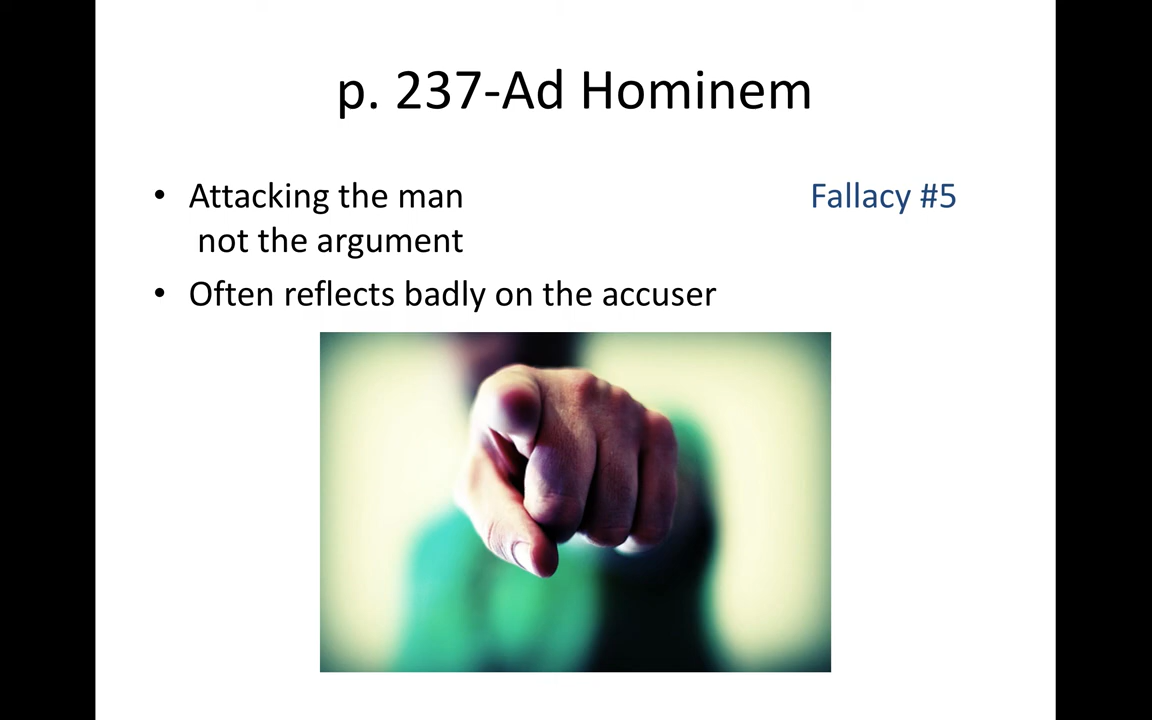 p. 237-Ad Hominem
• Attacking the man
Fallacy #5
not the argument
• Often reflects badly on the accuser